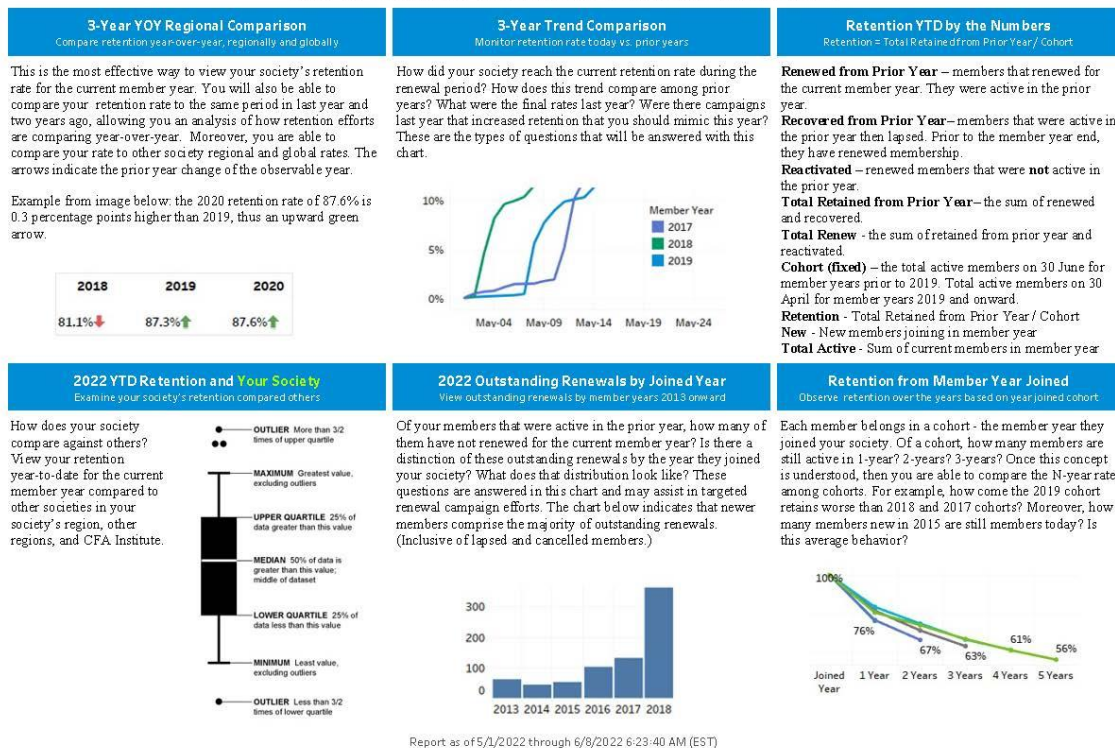 3-Year YOY Regional Comparison
Compare retention year-over-year, regionally and globally
This is the most effective way to view your society's retention
rate for the current member year. You will also be able to
compare your retention rate to the same period in last year and
two years ago, allowing you an analysis of how retention efforts
are comparing year-over-year. Moreover, you are able to
compare your rate to other society regional and global rates. The
arrows indicate the prior year change of the observable year.
Example from image below: the 2020 retention rate of 87.6% is
0.3 percentage points higher than 2019, thus an upward green
arrow.
2018 2019 2020
81.1% 87.3% 87.6%
3-Year Trend Comparison
Monitor retention rate today vs. prior years
How did your society reach the current retention rate during the
renewal period? How does this trend compare among prior
years? What were the final rates last year? Were there campaigns
last year that increased retention that you should mimic this year?
These are the types of questions that will be answered with this
chart.
10%
5%
0%
Member Year
2017
2018
2019
May-04 May-09 May-14 May-19 May-24
Retention YTD by the Numbers
Retention = Total Retained from Prior Year / Cohort
Renewed from Prior Year – members that renewed for
the current member year. They were active in the prior
year.
Recovered from Prior Year – members that were active in
the prior year then lapsed. Prior to the member year end,
they have renewed membership.
Reactivated – renewed members that were not active in
the prior year.
Total Retained from Prior Year – the sum of renewed
and recovered.
Total Renew - the sum of retained from prior year and
reactivated.
Cohort (fixed) – the total active members on 30 June for
member years prior to 2019. Total active members on 30
April for member years 2019 and onward.
Retention - Total Retained from Prior Year / Cohort
New - New members joining in member year
Total Active - Sum of current members in member year
2022 YTD Retention and Your Society
Examine your society's retention compared others
How does your society
compare against others?
View your retention
year-to-date for the current
member year compared to
other societies in your
society's region, other
regions, and CFA Institute.
OUTLIER More than 3/2
times of upper quartile
MAXIMUM Greatest value,
excluding outliers
UPPER QUARTILE 25% of
data greater than this value
MEDIAN 50% of data is
greater than this value;
middle of dataset
LOWER QUARTILE 25% of
data less than this value
MINIMUM Least value,
excluding outliers
OUTLIER Less than 3/2
times of lower quartile
2022 Outstanding Renewals by Joined Year
View outstanding renewals by member years 2013 onward
Of your members that were active in the prior year, how many of
them have not renewed for the current member year? Is there a
distinction of these outstanding renewals by the year they joined
your society? What does that distribution look like? These
questions are answered in this chart and may assist in targeted
renewal campaign efforts. The chart below indicates that newer
members comprise the majority of outstanding renewals.
(Inclusive of lapsed and cancelled members.)
300
200
100
0
2013 2014 2015 2016 2017 2018
Retention from Member Year Joined
Observe retention over the years based on year joined cohort
Each member belongs in a cohort - the member year they
joined your society. Of a cohort, how many members are
still active in 1-year? 2-years? 3-years? Once this concept
is understood, then you are able to compare the N-year rate
among cohorts. For example, how come the 2019 cohort
retains worse than 2018 and 2017 cohorts? Moreover, how
many members new in 2015 are still members today? Is
this average behavior?
100%
76% 67% 63% 61% 56%
Joined
Year 1 Year 2 Years 3 Years 4 Years 5 Years
Report as of 5/1/2022 through 6/8/2022 6:23:40 AM (EST)